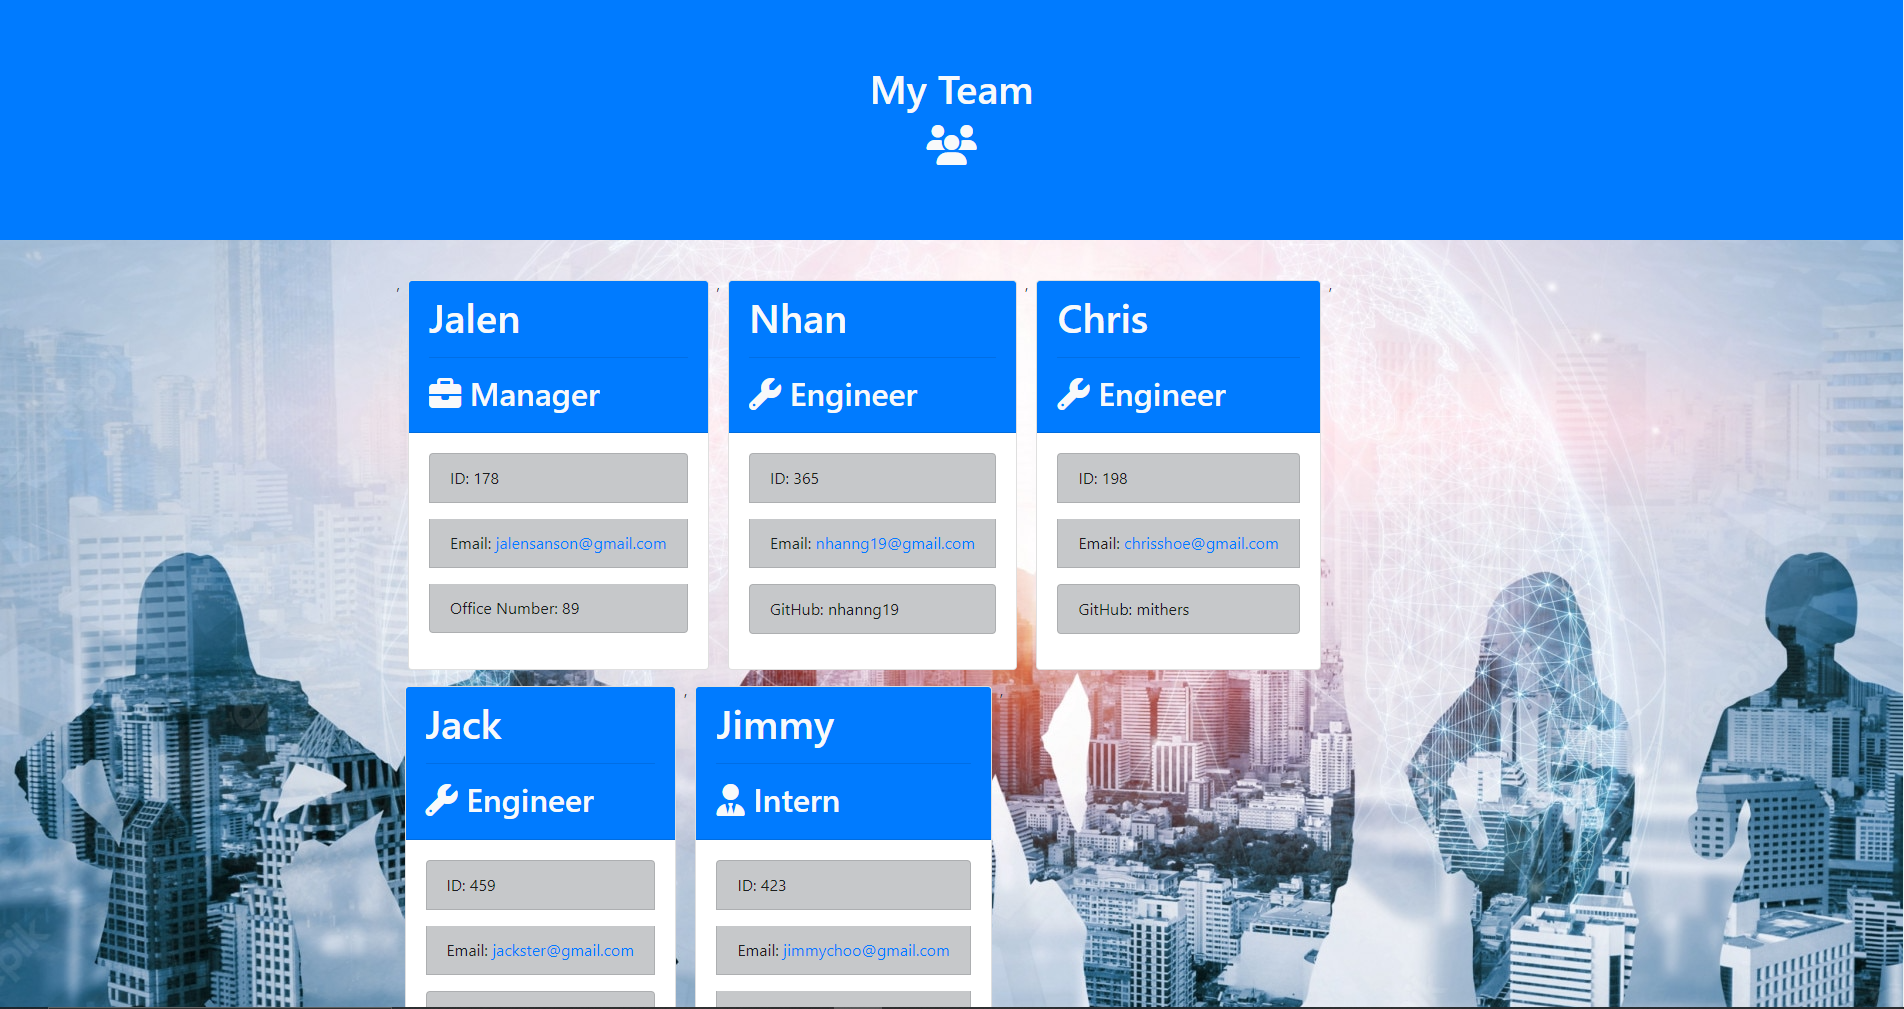 My Team
Jalen
Manager
ID: 178
Email: jalensanson@gmail.com
Office Number: 89
,
Nhan
Engineer
ID: 365
Email: nhanng19@gmail.com
GitHub: nhanng19
,
Chris
Engineer
ID: 198
Email: chrisshoe@gmail.com
GitHub: mithers
,
Jack
Engineer
ID: 459
Email: jackster@gmail.com
,
Jimmy
Intern
ID: 423
Email: jimmychoo@gmail.com